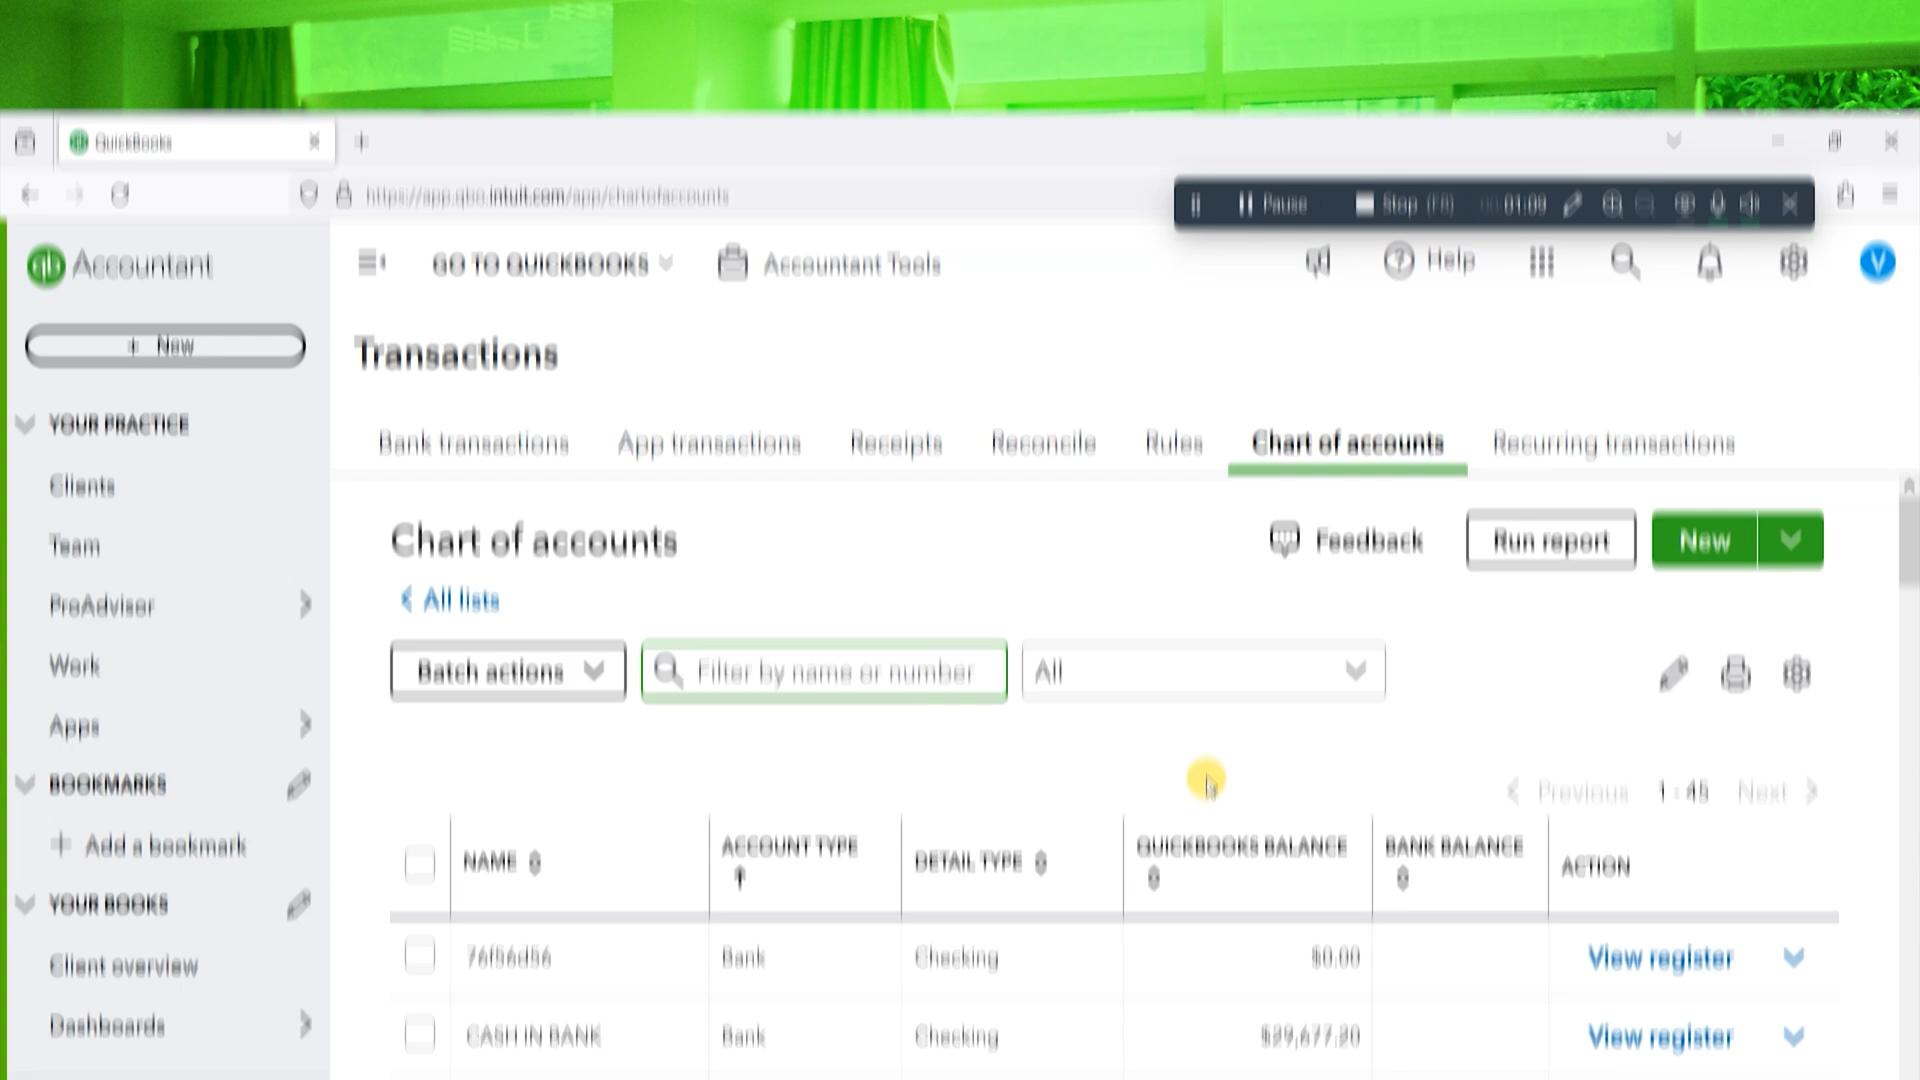 QuickBooks
https://app.qbo.intuit.com/app/chartofaccounts
Pause Stop (F8) 00:01:09
Accountant GO TO QUICKBOOKS Accountant Tools Help V
+ New
Transactions
YOUR PRACTICE
Bank transactions App transactions Receipts Reconcile Rules Chart of accounts Recurring transactions
Clients
Team
Chart of accounts Feedback Run report New
All lists
ProAdvisor
Work
Batch actions Filter by name or number All
Apps
BOOKMARKS
Previous 1 - 45 Next
+ Add a bookmark
NAME ACCOUNT TYPE DETAIL TYPE QUICKBOOKS BALANCE BANK BALANCE ACTION
YOUR BOOKS
Client overview
76f56d56 Bank Checking $0.00 View register
Dashboards
CASH IN BANK Bank Checking View register